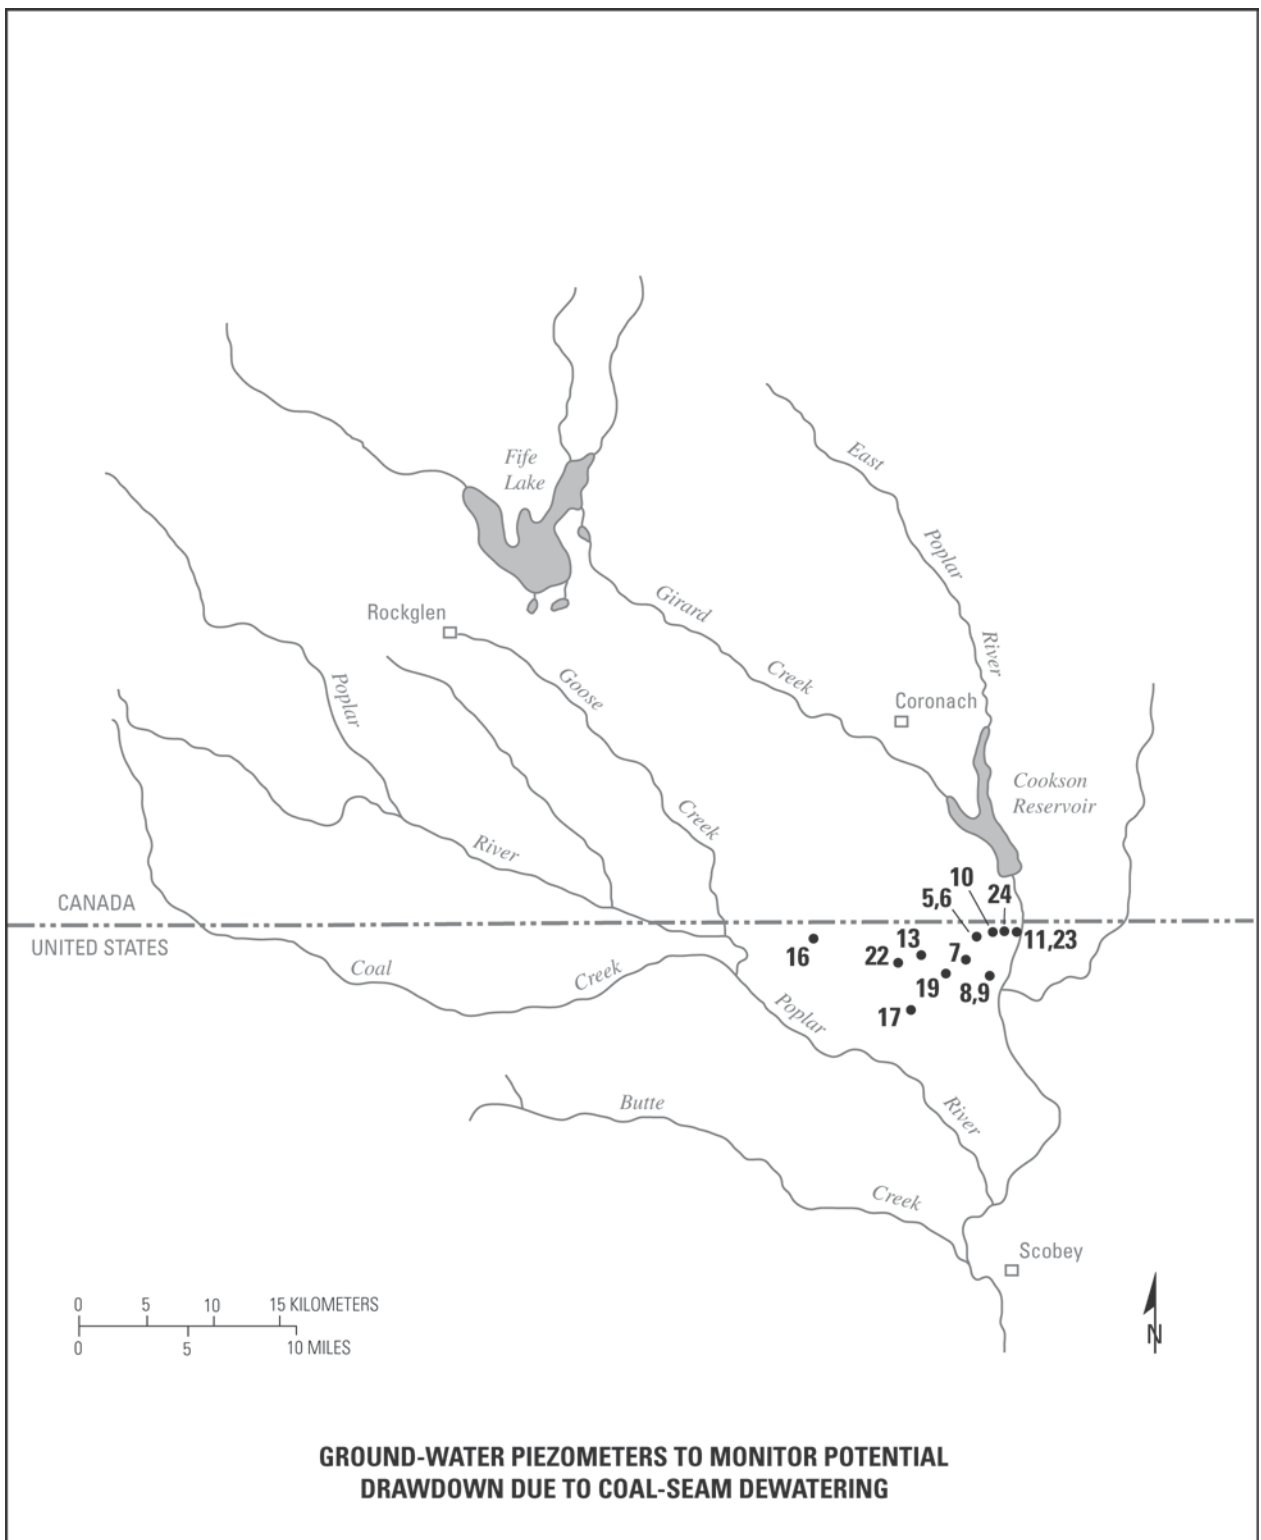 Fife
Lake
East
Poplar
River
Girard
Creek
Rockglen
Goose
Creek
Poplar
River
Coronach
Cookson
Reservoir
CANADA
UNITED STATES
10
24
5,6
11,23
16
22
13
7
19
8,9
17
Coal
Creek
Poplar
River
Butte
Creek
Scobey
0 5 10 15 KILOMETERS
0 5 10 MILES
N
GROUND-WATER PIEZOMETERS TO MONITOR POTENTIAL
DRAWDOWN DUE TO COAL-SEAM DEWATERING